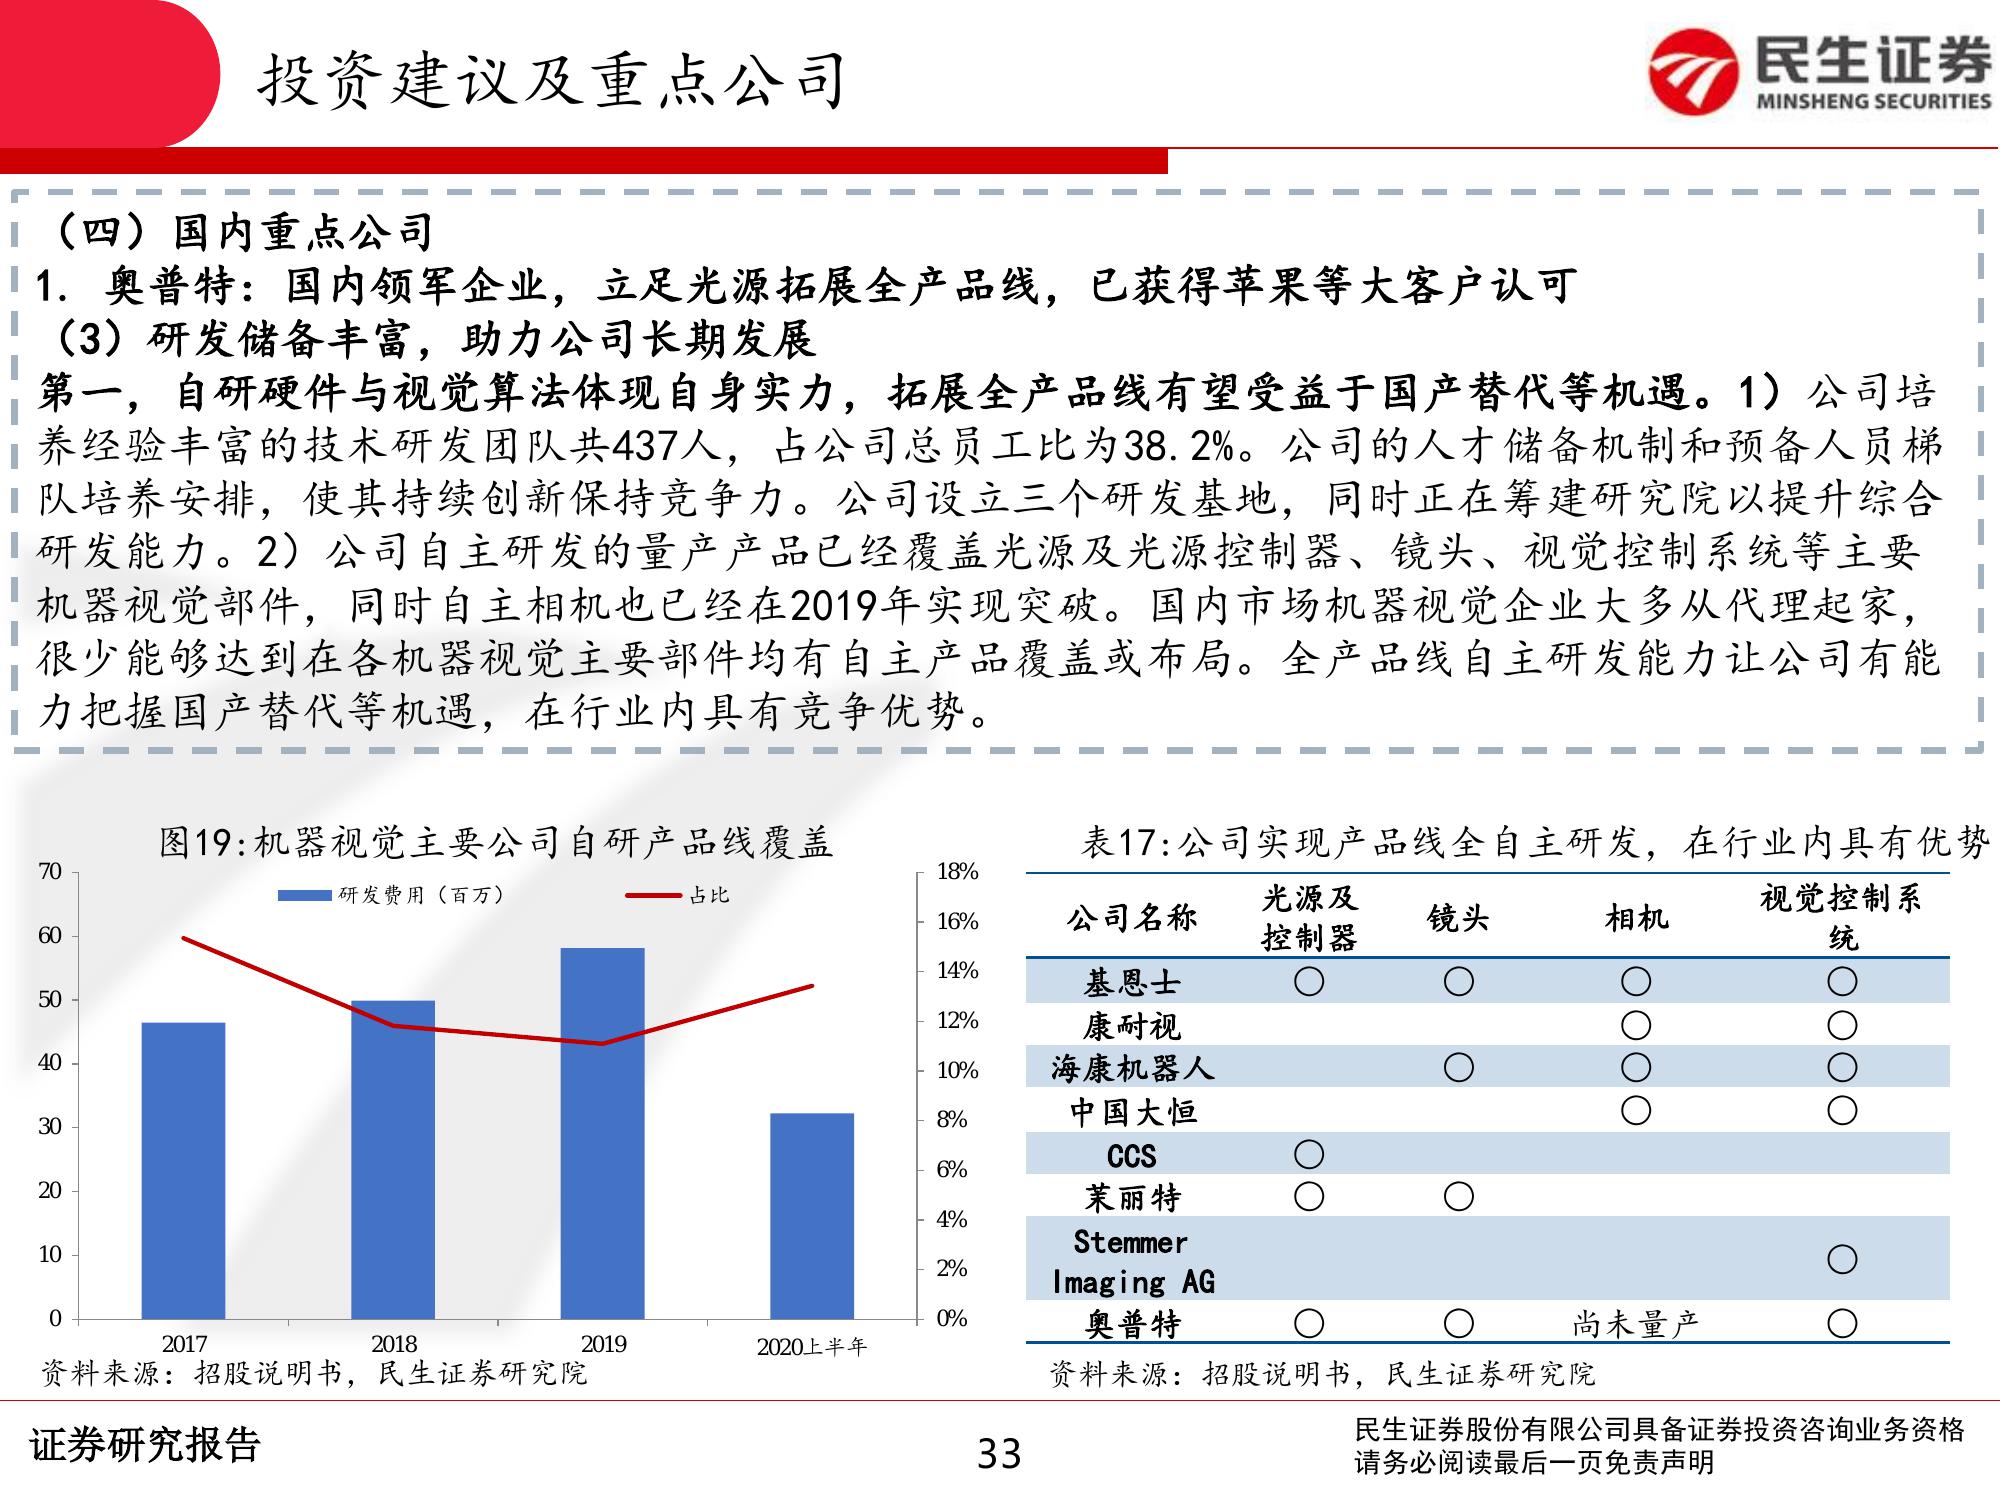 投资建议及重点公司
民生证券
MINSHENG SECURITIES
（四）国内重点公司
1. 奥普特：国内领军企业，立足光源拓展全产品线，已获得苹果等大客户认可
（3）研发储备丰富，助力公司长期发展
第一，自研硬件与视觉算法体现自身实力，拓展全产品线有望受益于国产替代等机遇。1）公司培
养经验丰富的技术研发团队共437人，占公司总员工比为38.2%。公司的人才储备机制和预备人员梯
队培养安排，使其持续创新保持竞争力。公司设立三个研发基地，同时正在筹建研究院以提升综合
研发能力。2）公司自主研发的量产产品已经覆盖光源及光源控制器、镜头、视觉控制系统等主要
机器视觉部件，同时自主相机也已经在2019年实现突破。国内市场机器视觉企业大多从代理起家，
很少能够达到在各机器视觉主要部件均有自主产品覆盖或布局。全产品线自主研发能力让公司有能
力把握国产替代等机遇，在行业内具有竞争优势。
图19:机器视觉主要公司自研产品线覆盖
研发费用（百万） 占比
70
60
50
40
30
20
10
0
18%
16%
14%
12%
10%
8%
6%
4%
2%
0%
2017 2018 2019 2020上半年
资料来源：招股说明书，民生证券研究院
表17:公司实现产品线全自主研发，在行业内具有优势
公司名称 光源及控制器 镜头 相机 视觉控制系统
基恩士 ○ ○ ○ ○
康耐视 ○ ○
海康机器人 ○ ○ ○
中国大恒 ○ ○
CCS ○
茉丽特 ○ ○
Stemmer
Imaging AG ○
奥普特 ○ ○ 尚未量产 ○
资料来源：招股说明书，民生证券研究院
证券研究报告
33
民生证券股份有限公司具备证券投资咨询业务资格
请务必阅读最后一页免责声明